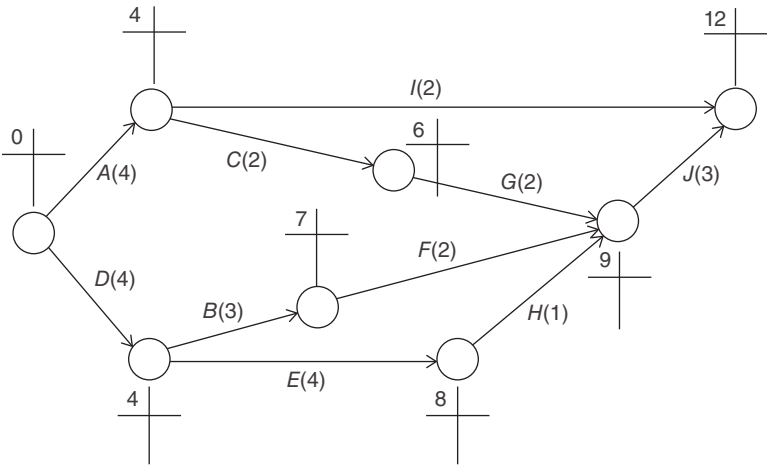 4
12
I(2)
0
6
A(4)
C(2)
G(2)
J(3)
7
D(4)
F(2)
9
B(3)
H(1)
E(4)
4
8